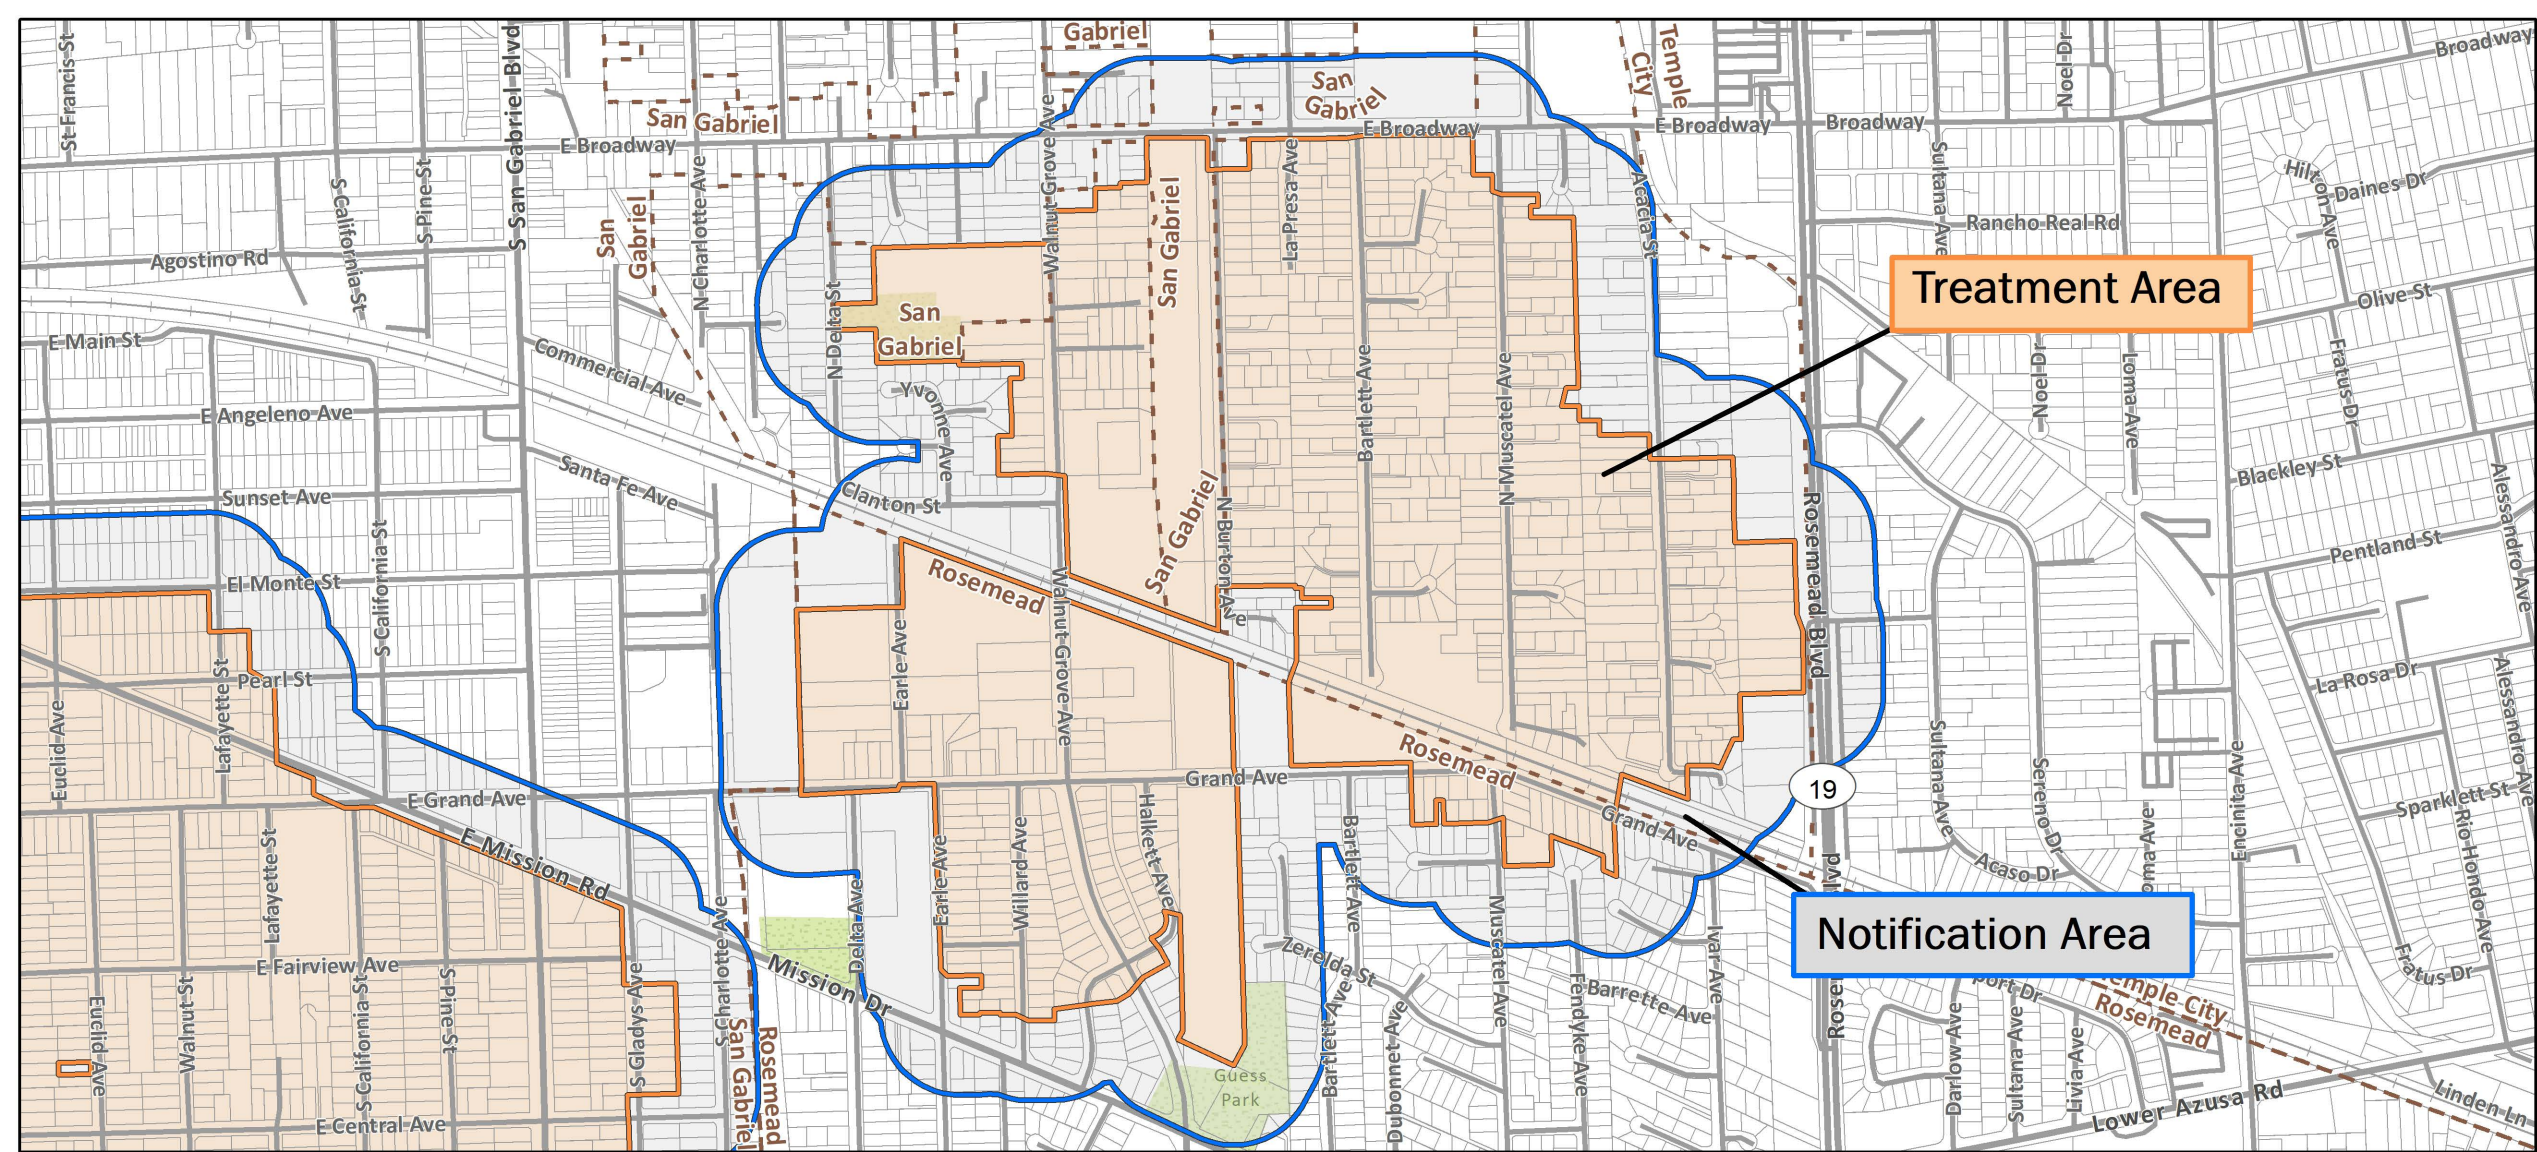 Gabriel
San
Gabriel
Temple
City
Noel Dr
Broadway
St Francis St
S San Gabriel Blvd
San Gabriel
E Broadway
E Broadway
E Broadway
Broadway
Walnut Grove Ave
S California St
S Pine St
N Charlotte Ave
San
Gabriel
La Presa Ave
Acacia St
Sultana Ave
Hilton Ave
Daines Dr
Rancho Real Rd
Agostino Rd
San Gabriel
Treatment Area
Olive St
E Main St
N Delta St
San
Gabriel
Commercial Ave
Yvonne Ave
Bartlett Ave
N Muscatel Ave
Noel Dr
Loma Ave
Fratus Dr
E Angeleno Ave
Santa Fe Ave
Sunset Ave
Clanton St
San Gabriel
N Burton Ave
Rosemead Blvd
Blackley St
Alessandro Ave
S California St
El Monte St
Rosemead
Walnut Grove Ave
Pentland St
Pearl St
Lafayette St
Euclid Ave
Earle Ave
La Rosa Dr
Alessandro Ave
Rosemead
Grand Ave
E Grand Ave
19
Sultana Ave
Sereno Dr
Encinita Ave
Sparklett St
Rio Hondo Ave
Grand Ave
E Mission Rd
Lafayette St
Halkett Ave
Willard Ave
Earle Ave
Bartlett Ave
Acaso Dr
oma Ave
Notification Area
Delta Ave
S Charlotte Ave
Mission Dr
Muscatel Ave
Ivar Ave
Zerelda St
E Fairview Ave
Walnut St
S Pine St
S Gladys Ave
S California St
Euclid Ave
Fendyke Ave
Barrette Ave
Bartlett Ave
Dubonnet Ave
Fratus Dr
port Dr
Temple City
Rosemead
San Gabriel
Rosemead
Guess
Park
Darlow Ave
Sultana Ave
Livia Ave
E Central Ave
Lower Azusa Rd
Linden Ln